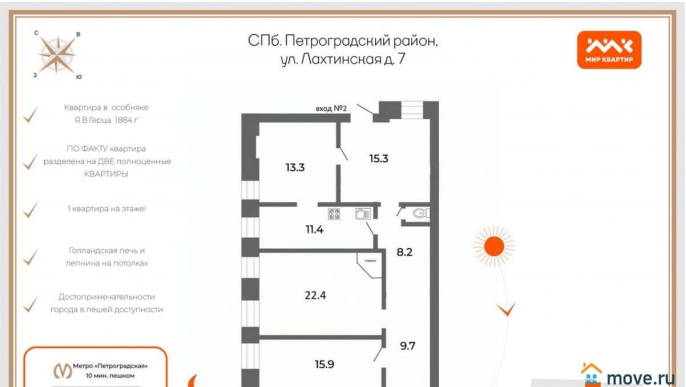 СПб. Петроградский район,
ул. Лахтинская д. 7
МИР КВАРТИР
С
В
З
Ю
Квартира в особняке
Я.В.Герца 1884 г
ПО ФАКТУ квартира
разделена на ДВЕ полноценные
КВАРТИРЫ
1 квартира на этаже!
Голландская печь и
лепнина на потолках
Достопримечательности
города в пешей доступности
Метро «Петроградская»
10 мин. пешком
вход №2
13.3
15.3
11.4
8.2
22.4
9.7
15.9
move.ru